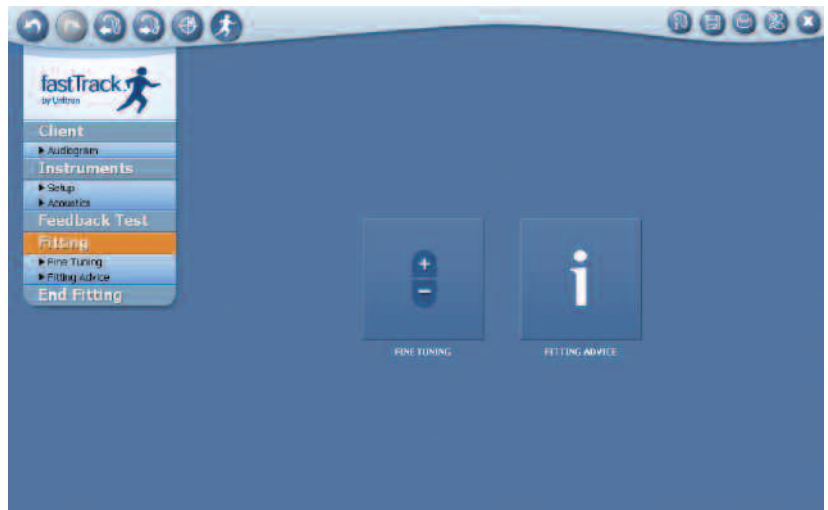 fastTrack
by Unitron
Client
Audiogram
Instruments
Setup
Acoustics
Feedback Test
Fitting
Fine Tuning
Fitting Advice
End Fitting
FINE TUNING
FITTING ADVICE